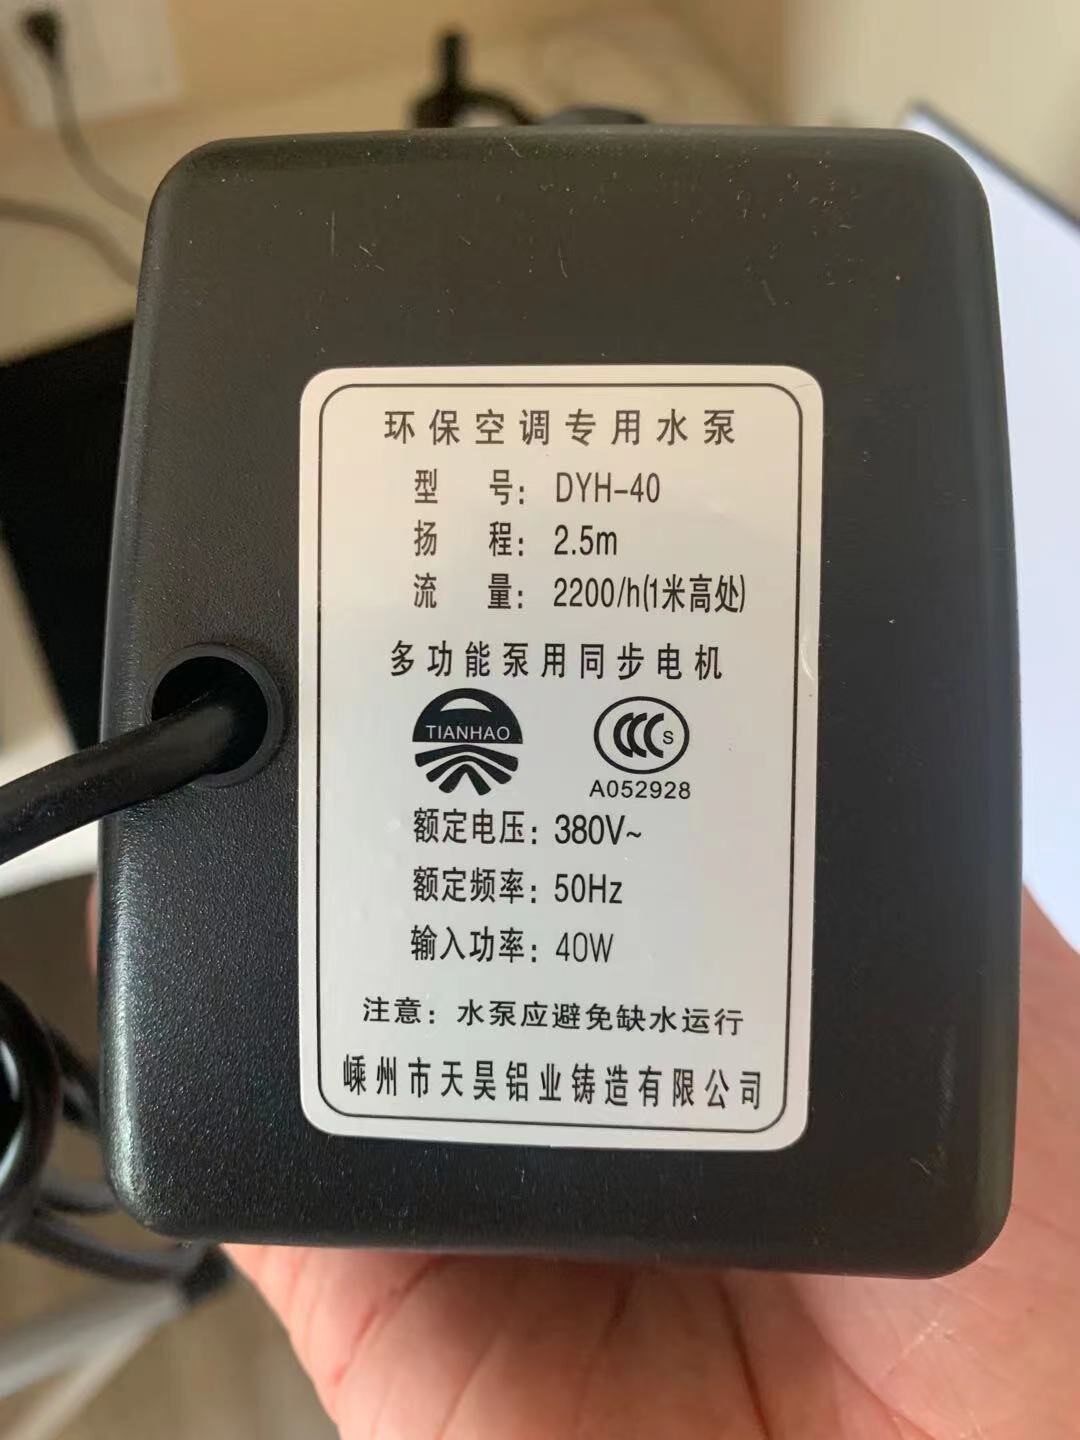 环保空调专用水泵
型 号：DYH-40
扬 程：2.5m
流 量：2200/h(1米高处)
多功能泵用同步电机
TIANHAO
CCC S
A052928
额定电压：380V~
额定频率：50Hz
输入功率：40W
注意：水泵应避免缺水运行
嵊州市天昊铝业铸造有限公司